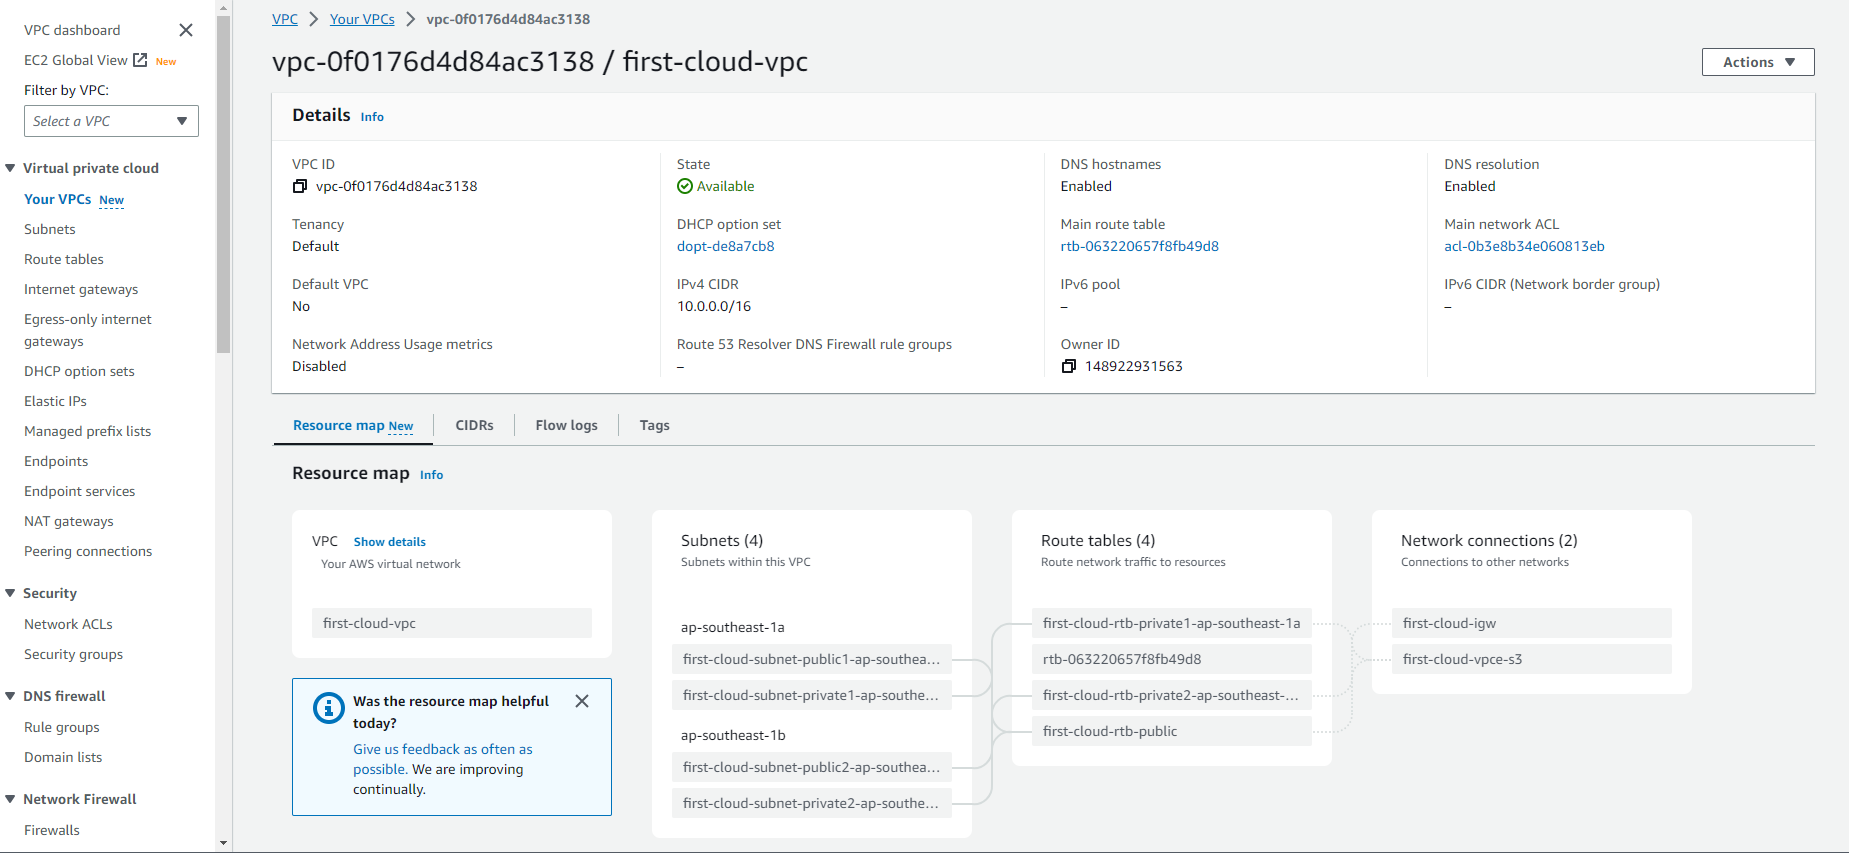 VPC dashboard
EC2 Global View New
Filter by VPC:
Select a VPC
Virtual private cloud
Your VPCs New
Subnets
Route tables
Internet gateways
Egress-only internet
gateways
DHCP option sets
Elastic IPs
Managed prefix lists
Endpoints
Endpoint services
NAT gateways
Peering connections
Security
Network ACLs
Security groups
DNS firewall
Rule groups
Domain lists
Network Firewall
Firewalls
VPC > Your VPCs > vpc-0f0176d4d84ac3138
vpc-0f0176d4d84ac3138 / first-cloud-vpc
Actions
Details Info
VPC ID
vpc-0f0176d4d84ac3138
State
Available
DNS hostnames
Enabled
DNS resolution
Enabled
Tenancy
Default
DHCP option set
dopt-de8a7cb8
Main route table
rtb-063220657f8fb49d8
Main network ACL
acl-0b3e8b34e060813eb
Default VPC
No
IPv4 CIDR
10.0.0.0/16
IPv6 pool
–
IPv6 CIDR (Network border group)
–
Network Address Usage metrics
Disabled
Route 53 Resolver DNS Firewall rule groups
–
Owner ID
148922931563
Resource map New
CIDRs
Flow logs
Tags
Resource map Info
VPC Show details
Your AWS virtual network
first-cloud-vpc
Was the resource map helpful
today?
Give us feedback as often as
possible. We are improving
continually.
Subnets (4)
Subnets within this VPC
ap-southeast-1a
first-cloud-subnet-public1-ap-southea...
first-cloud-subnet-private1-ap-southe...
ap-southeast-1b
first-cloud-subnet-public2-ap-southea...
first-cloud-subnet-private2-ap-southe...
Route tables (4)
Route network traffic to resources
first-cloud-rtb-private1-ap-southeast-1a
rtb-063220657f8fb49d8
first-cloud-rtb-private2-ap-southeast-...
first-cloud-rtb-public
Network connections (2)
Connections to other networks
first-cloud-igw
first-cloud-vpce-s3